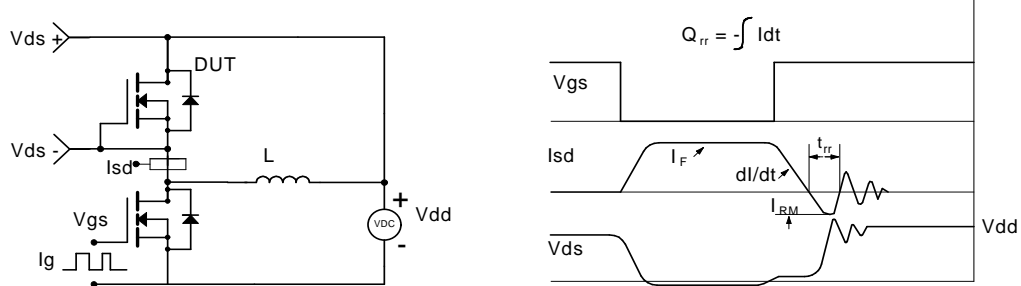 Vds +
DUT
Vds -
Isd
L
Vgs
Ig
+
VDC
-
Vdd
Q rr = - ∫ Idt
Vgs
Isd
I F
dI/dt
t rr
I RM
Vds
Vdd